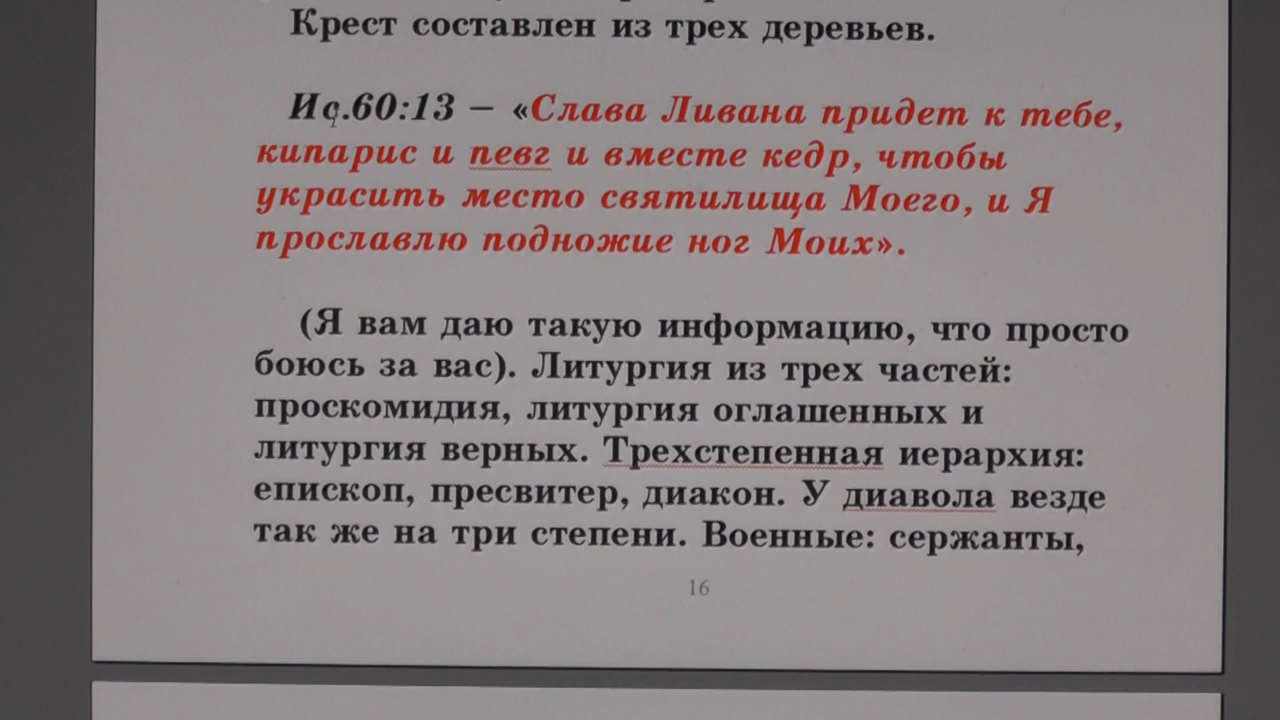 Крест составлен из трех деревьев.
Ис.60:13 – «Слава Ливана придет к тебе,
кипарис и певг и вместе кедр, чтобы
украсить место святилища Моего, и Я
прославлю подножие ног Моих».
(Я вам даю такую информацию, что просто
боюсь за вас). Литургия из трех частей:
проскомидия, литургия оглашенных и
литургия верных. Трехстепенная иерархия:
епископ, пресвитер, диакон. У диавола везде
так же на три степени. Военные: сержанты,
16